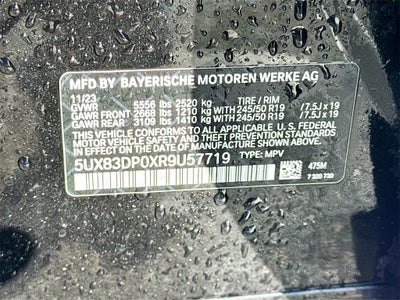 MFD BY BAYERISCHE MOTOREN WERKE AG
11/23 TIRE / RIM
GVWR 5556 lbs 2520 kg
GAWR FRONT 2668 lbs 1210 kg 245/50 R19 /7.5J x 19
GAWR REAR 3109 lbs 1410 kg 245/50 R19 /7.5J x 19
THIS VEHICLE CONFORMS TO ALL APPLICABLE U.S. FEDERAL
MOTOR VEHICLE SAFETY AND THEFT PREVENTION STANDARDS
IN EFFECT ON THE DATE OF MANUFACTURE SHOWN ABOVE.
5UX83DP0XR9U57719 TYPE: MPV 475M
7 320 730